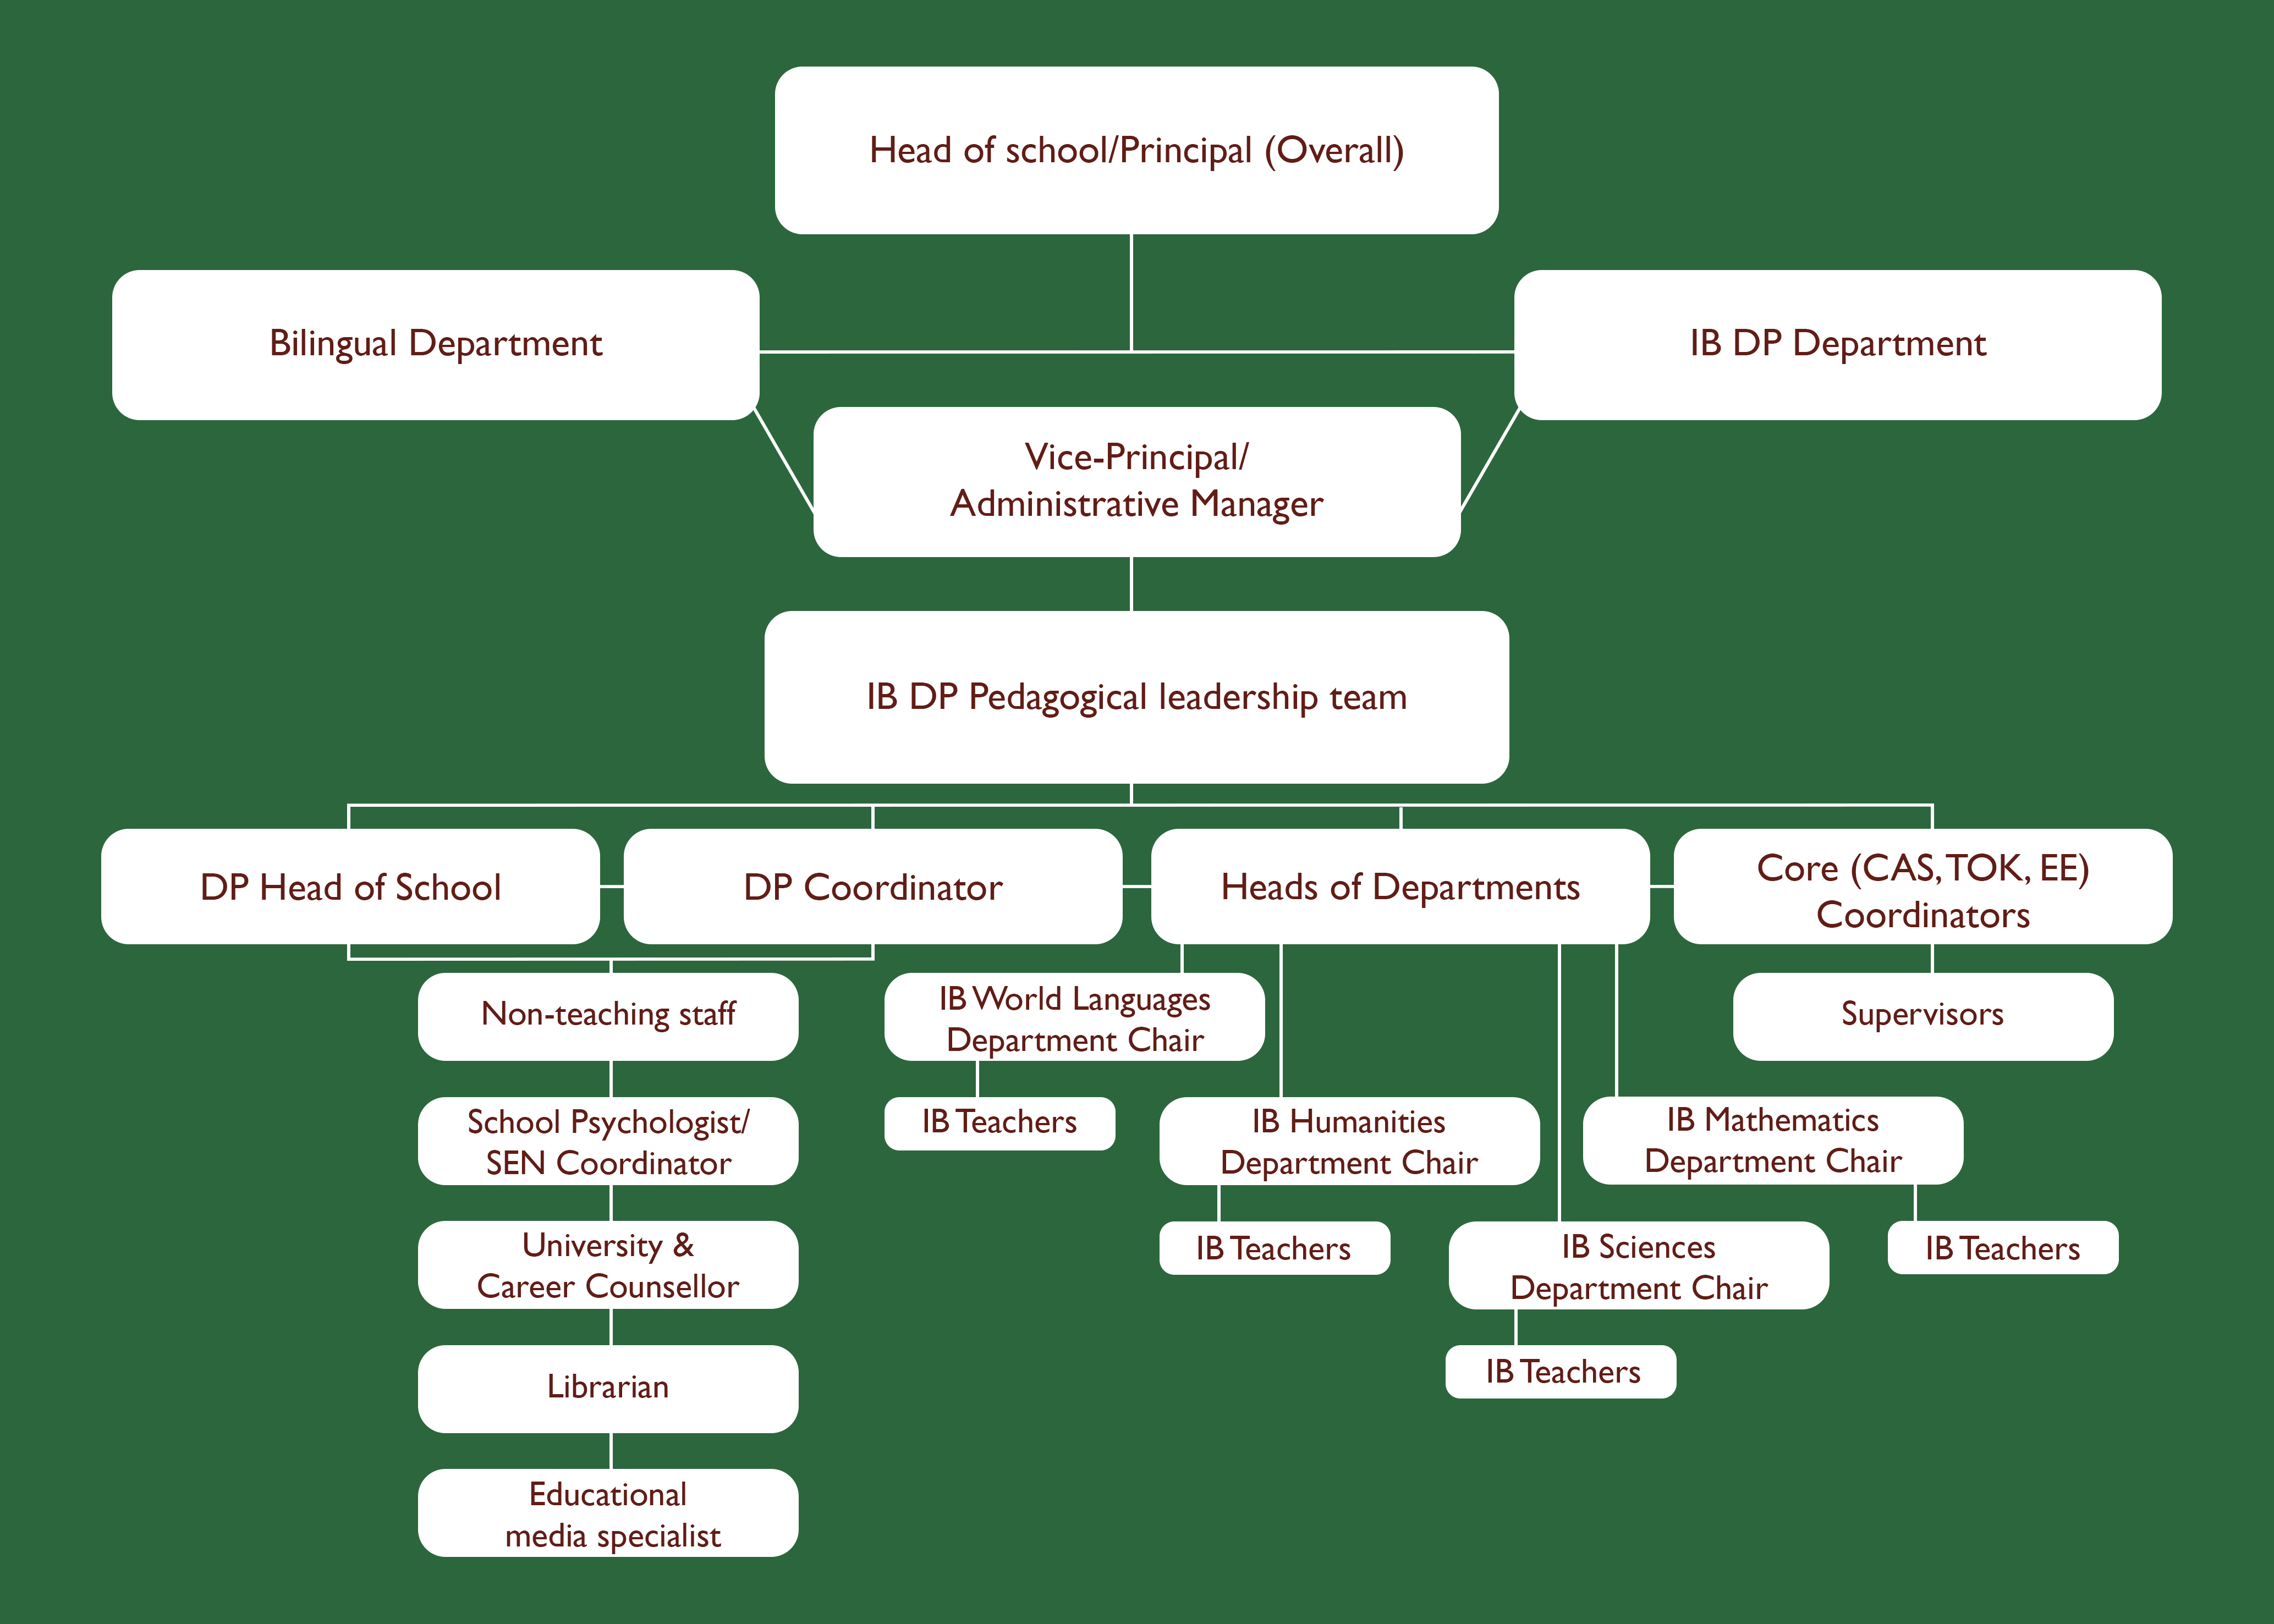 Head of school/Principal (Overall)
Bilingual Department
IB DP Department
Vice-Principal/
Administrative Manager
IB DP Pedagogical leadership team
DP Head of School
DP Coordinator
Heads of Departments
Core (CAS, TOK, EE)
Coordinators
Non-teaching staff
IB World Languages
Department Chair
Supervisors
School Psychologist/
SEN Coordinator
IB Teachers
IB Humanities
Department Chair
IB Mathematics
Department Chair
University &
Career Counsellor
IB Teachers
IB Sciences
Department Chair
IB Teachers
Librarian
IB Teachers
Educational
media specialist